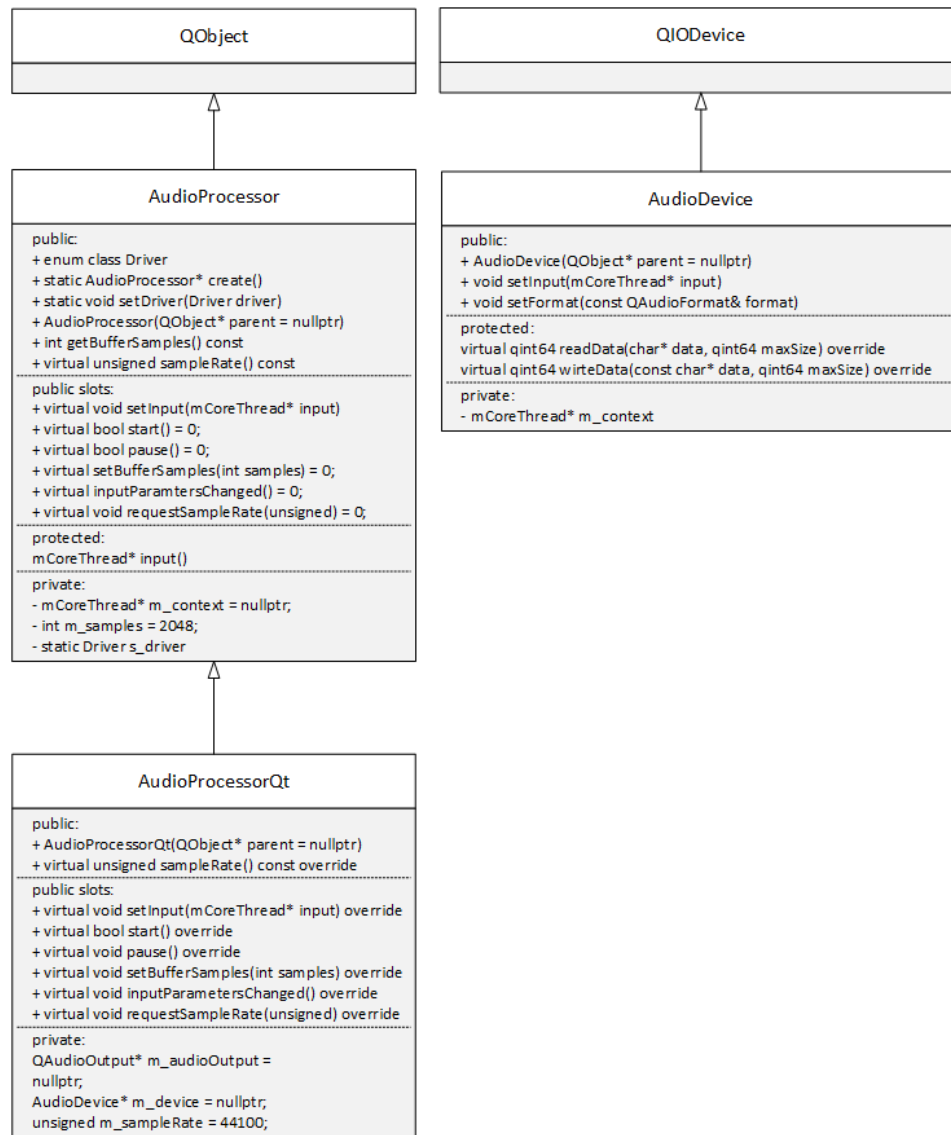 QObject
QIODevice
AudioProcessor
public:
+ enum class Driver
+ static AudioProcessor* create()
+ static void setDriver(Driver driver)
+ AudioProcessor(QObject* parent = nullptr)
+ int getBufferSamples() const
+ virtual unsigned sampleRate() const
public slots:
+ virtual void setInput(mCoreThread* input)
+ virtual bool start() = 0;
+ virtual bool pause() = 0;
+ virtual setBufferSamples(int samples) = 0;
+ virtual inputParamtersChanged() = 0;
+ virtual void requestSampleRate(unsigned) = 0;
protected:
mCoreThread* input()
private:
- mCoreThread* m_context = nullptr;
- int m_samples = 2048;
- static Driver s_driver
AudioDevice
public:
+ AudioDevice(QObject* parent = nullptr)
+ void setInput(mCoreThread* input)
+ void setFormat(const QAudioFormat& format)
protected:
virtual qint64 readData(char* data, qint64 maxSize) override
virtual qint64 wirteData(const char* data, qint64 maxSize) override
private:
- mCoreThread* m_context
AudioProcessorQt
public:
+ AudioProcessorQt(QObject* parent = nullptr)
+ virtual unsigned sampleRate() const override
public slots:
+ virtual void setInput(mCoreThread* input) override
+ virtual bool start() override
+ virtual void pause() override
+ virtual void setBufferSamples(int samples) override
+ virtual void inputParametersChanged() override
+ virtual void requestSampleRate(unsigned) override
private:
QAudioOutput* m_audioOutput =
nullptr;
AudioDevice* m_device = nullptr;
unsigned m_sampleRate = 44100;